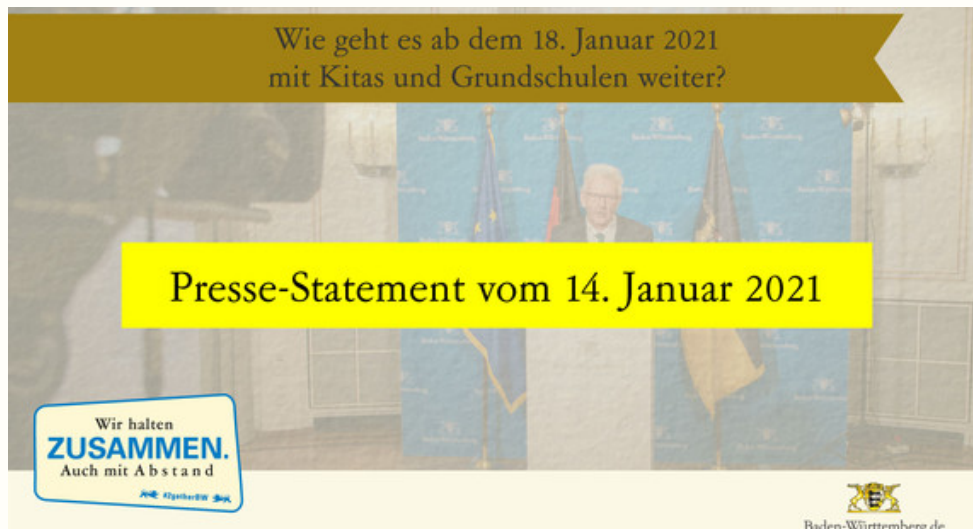 Wie geht es ab dem 18. Januar 2021
mit Kitas und Grundschulen weiter?
Presse-Statement vom 14. Januar 2021
Wir halten
ZUSAMMEN.
Auch mit Abstand
#2getherBW
Baden-Württemberg.de